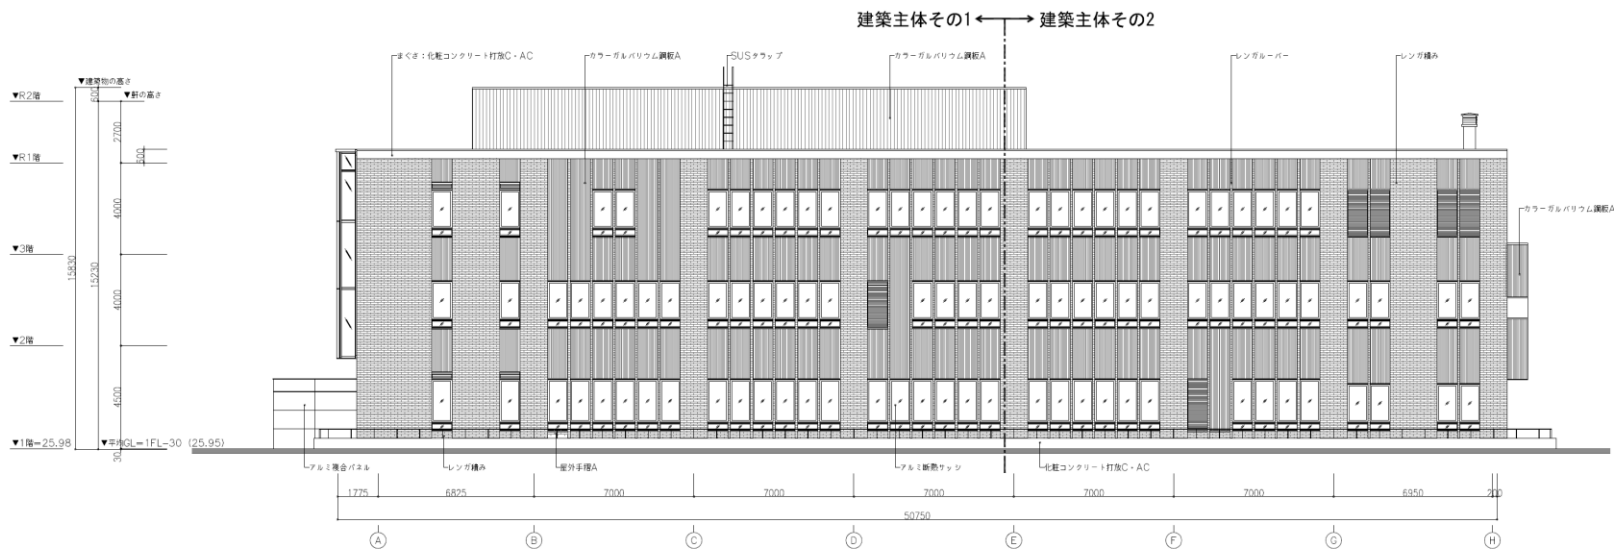 建築主体その1 建築主体その2
まぐさ：化粧コンクリート打放C・AC
カラーガルバリウム鋼板A
SUSタラップ
カラーガルバリウム鋼板A
レンガルーバー
レンガ積み
▼建築物の高さ
▼R2階
600
▼軒の高さ
2700
▼R1階
600
4000
カラーガルバリウム鋼板A
▼3階
15830
15230
4000
▼2階
4500
▼1階=25.98
▼平均GL=1FL-30 (25.95)
30
アルミ複合パネル
レンガ積み
屋外手摺A
アルミ断熱サッシ
化粧コンクリート打放C・AC
1775 6825 7000 7000 7000 7000 7000 6950 200
50750
A B C D E F G H